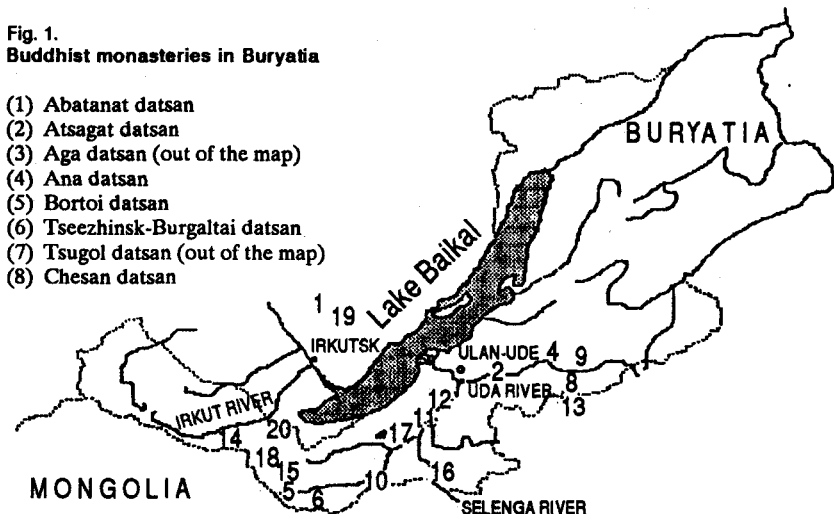 Fig. 1.
Buddhist monasteries in Buryatia
(1) Abatanat datsan
(2) Atsagat datsan
(3) Aga datsan (out of the map)
(4) Ana datsan
(5) Bortoi datsan
(6) Tseezhinsk-Burgaltai datsan
(7) Tsugol datsan (out of the map)
(8) Chesan datsan
BURYATIA
Lake Baikal
1
19
IRKUTSK
ULAN-UDE 4 9
2
UDA RIVER 8
12
13
IRKUT RIVER
11
14
20
17
18
15
10
16
5
6
MONGOLIA
SELENGA RIVER